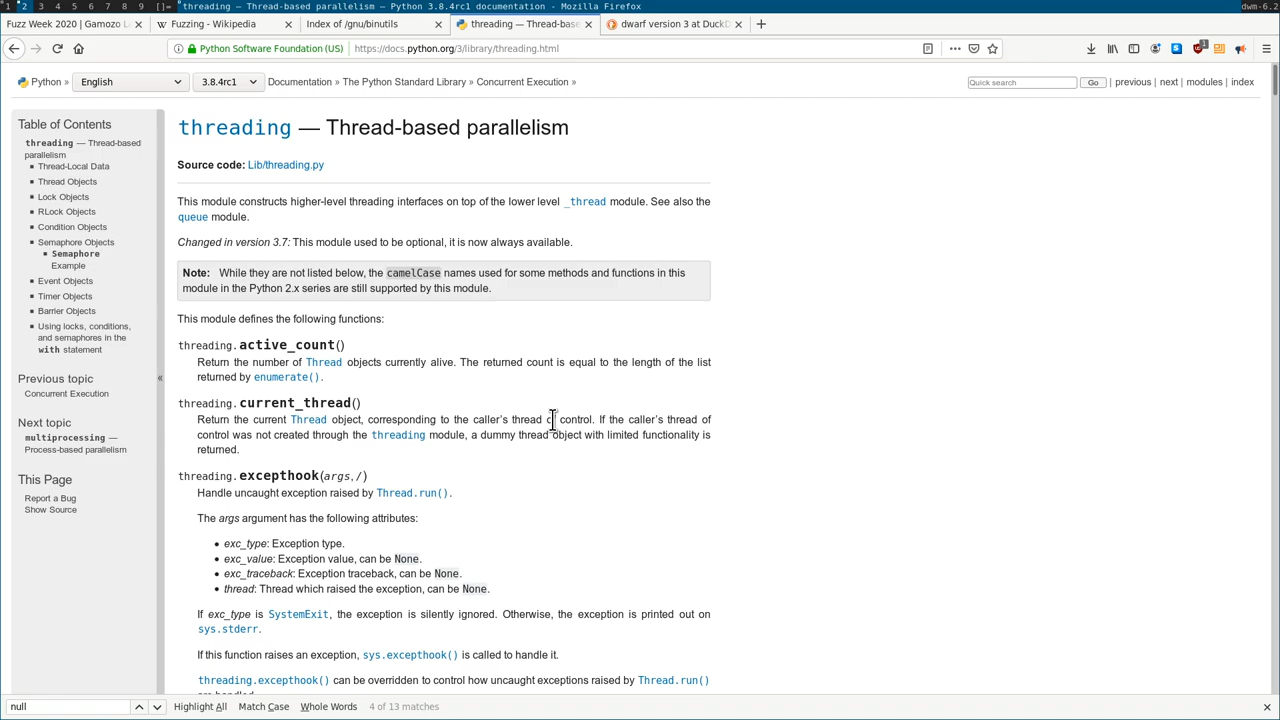 1 2 3 4 5 6 7 8 9 []= threading — Thread-based parallelism — Python 3.8.4rc1 documentation - Mozilla Firefox dwm-6.2
Fuzz Week 2020 | Gamozo L × Fuzzing - Wikipedia × Index of /gnu/binutils × threading — Thread-base × dwarf version 3 at DuckD ×
Python Software Foundation (US) https://docs.python.org/3/library/threading.html
Python » English 3.8.4rc1 Documentation » The Python Standard Library » Concurrent Execution » Quick search Go | previous | next | modules | index
Table of Contents
threading — Thread-based
parallelism
Thread-Local Data
Thread Objects
Lock Objects
RLock Objects
Condition Objects
Semaphore Objects
Semaphore
Example
Event Objects
Timer Objects
Barrier Objects
Using locks, conditions,
and semaphores in the
with statement
Previous topic
Concurrent Execution
Next topic
multiprocessing —
Process-based parallelism
This Page
Report a Bug
Show Source
«
threading — Thread-based parallelism
Source code: Lib/threading.py
This module constructs higher-level threading interfaces on top of the lower level _thread module. See also the
queue module.
Changed in version 3.7: This module used to be optional, it is now always available.
Note: While they are not listed below, the camelCase names used for some methods and functions in this
module in the Python 2.x series are still supported by this module.
This module defines the following functions:
threading.active_count()
Return the number of Thread objects currently alive. The returned count is equal to the length of the list
returned by enumerate().
threading.current_thread()
Return the current Thread object, corresponding to the caller's thread of control. If the caller's thread of
control was not created through the threading module, a dummy thread object with limited functionality is
returned.
threading.excepthook(args, /)
Handle uncaught exception raised by Thread.run().
The args argument has the following attributes:
• exc_type: Exception type.
• exc_value: Exception value, can be None.
• exc_traceback: Exception traceback, can be None.
• thread: Thread which raised the exception, can be None.
If exc_type is SystemExit, the exception is silently ignored. Otherwise, the exception is printed out on
sys.stderr.
If this function raises an exception, sys.excepthook() is called to handle it.
threading.excepthook() can be overridden to control how uncaught exceptions raised by Thread.run()
are handled.
null Highlight All Match Case Whole Words 4 of 13 matches